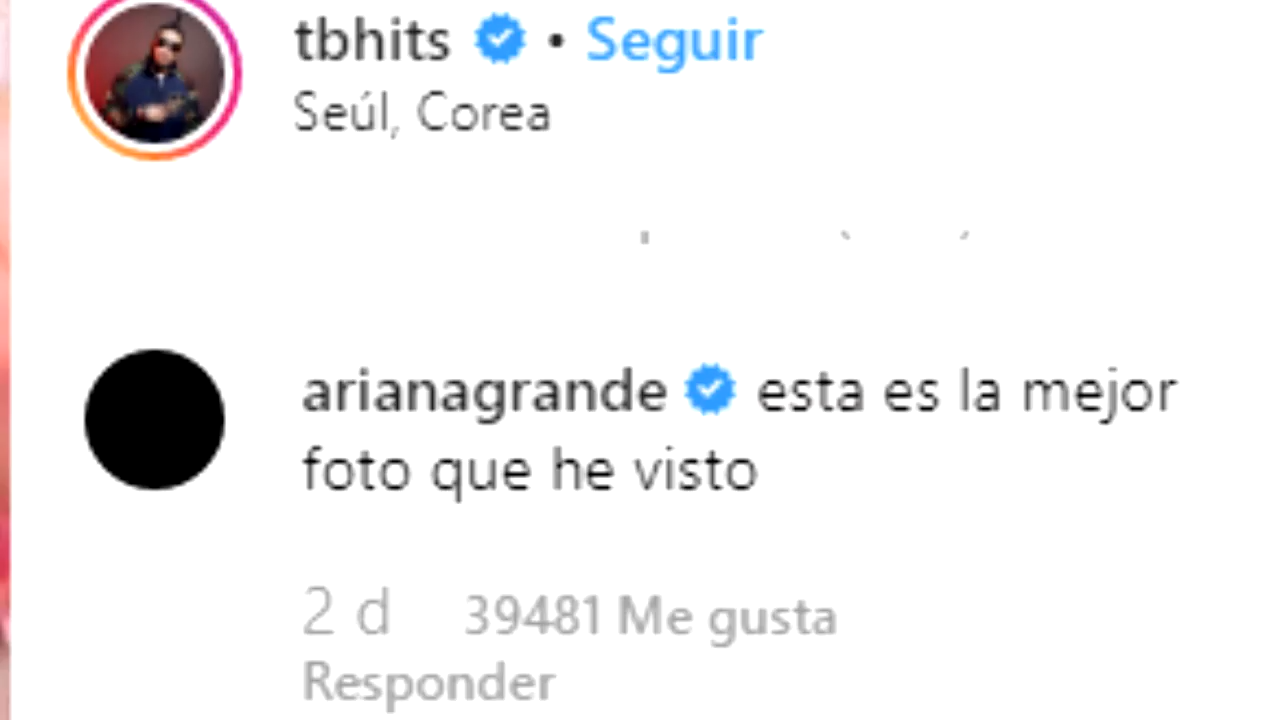 tbhits • Seguir
Seúl, Corea
arianagrande esta es la mejor
foto que he visto
2 d 39481 Me gusta
Responder